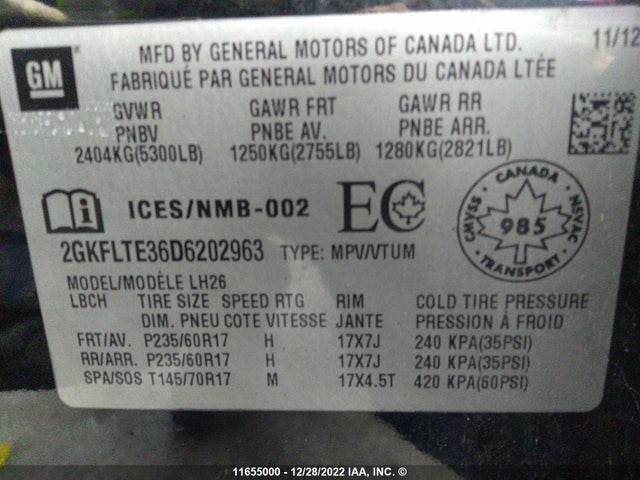 GM
MFD BY GENERAL MOTORS OF CANADA LTD. 11/12
FABRIQUÉ PAR GENERAL MOTORS DU CANADA LTÉE
GVWR GAWR FRT GAWR RR
PNBV PNBE AV. PNBE ARR.
2404KG(5300LB) 1250KG(2755LB) 1280KG(2821LB)
i ICES/NMB-002 EC
CANADA
CMVSS 985 NSVAC
TRANSPORT
2GKFLTE36D6202963 TYPE: MPV/VTUM
MODEL/MODÈLE LH26
LBCH TIRE SIZE SPEED RTG RIM COLD TIRE PRESSURE
DIM. PNEU COTE VITESSE JANTE PRESSION À FROID
FRT/AV. P235/60R17 H 17X7J 240 KPA(35PSI)
RR/ARR. P235/60R17 H 17X7J 240 KPA(35PSI)
SPA/SOS T145/70R17 M 17X4.5T 420 KPA(60PSI)
11655000 - 12/28/2022 IAA, INC. ©